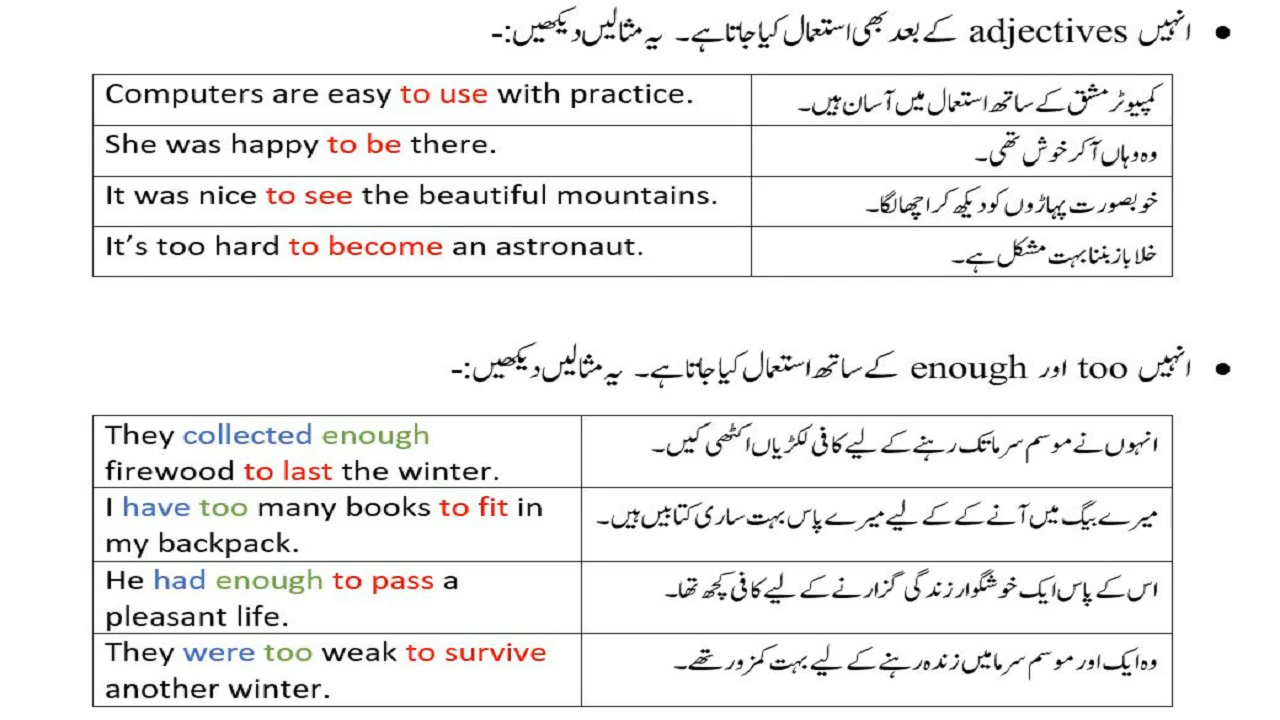 • انہیں adjectives کے بعد بھی استعمال کیا جاتا ہے۔ یہ مثالیں دیکھیں:-
Computers are easy to use with practice.
کمپیوٹر مشق کے ساتھ استعمال میں آسان ہیں۔
She was happy to be there.
وہ وہاں آ کر خوش تھی۔
It was nice to see the beautiful mountains.
خوبصورت پہاڑوں کو دیکھ کر اچھا لگا۔
It's too hard to become an astronaut.
خلا باز بننا بہت مشکل ہے۔
• انہیں too اور enough کے ساتھ استعمال کیا جاتا ہے۔ یہ مثالیں دیکھیں:-
They collected enough
firewood to last the winter.
انہوں نے موسم سرما تک رہنے کے لیے کافی لکڑیاں اکٹھی کیں۔
I have too many books to fit in
my backpack.
میرے بیگ میں آنے کے کے لیے میرے پاس بہت ساری کتابیں ہیں۔
He had enough to pass a
pleasant life.
اس کے پاس ایک خوشگوار زندگی گزارنے کے لیے کافی کچھ تھا۔
They were too weak to survive
another winter.
وہ ایک اور موسم سرما میں زندہ رہنے کے لیے بہت کمزور تھے۔